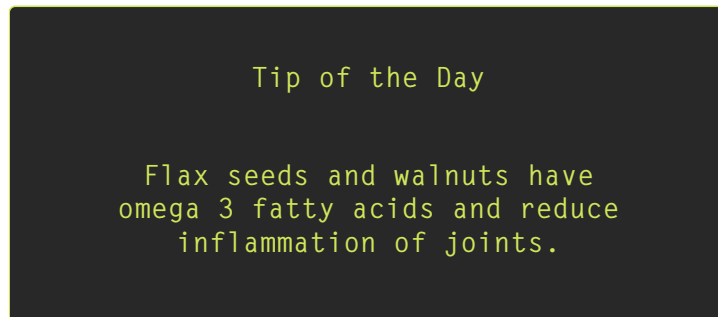 Tip of the Day
Flax seeds and walnuts have
omega 3 fatty acids and reduce
inflammation of joints.